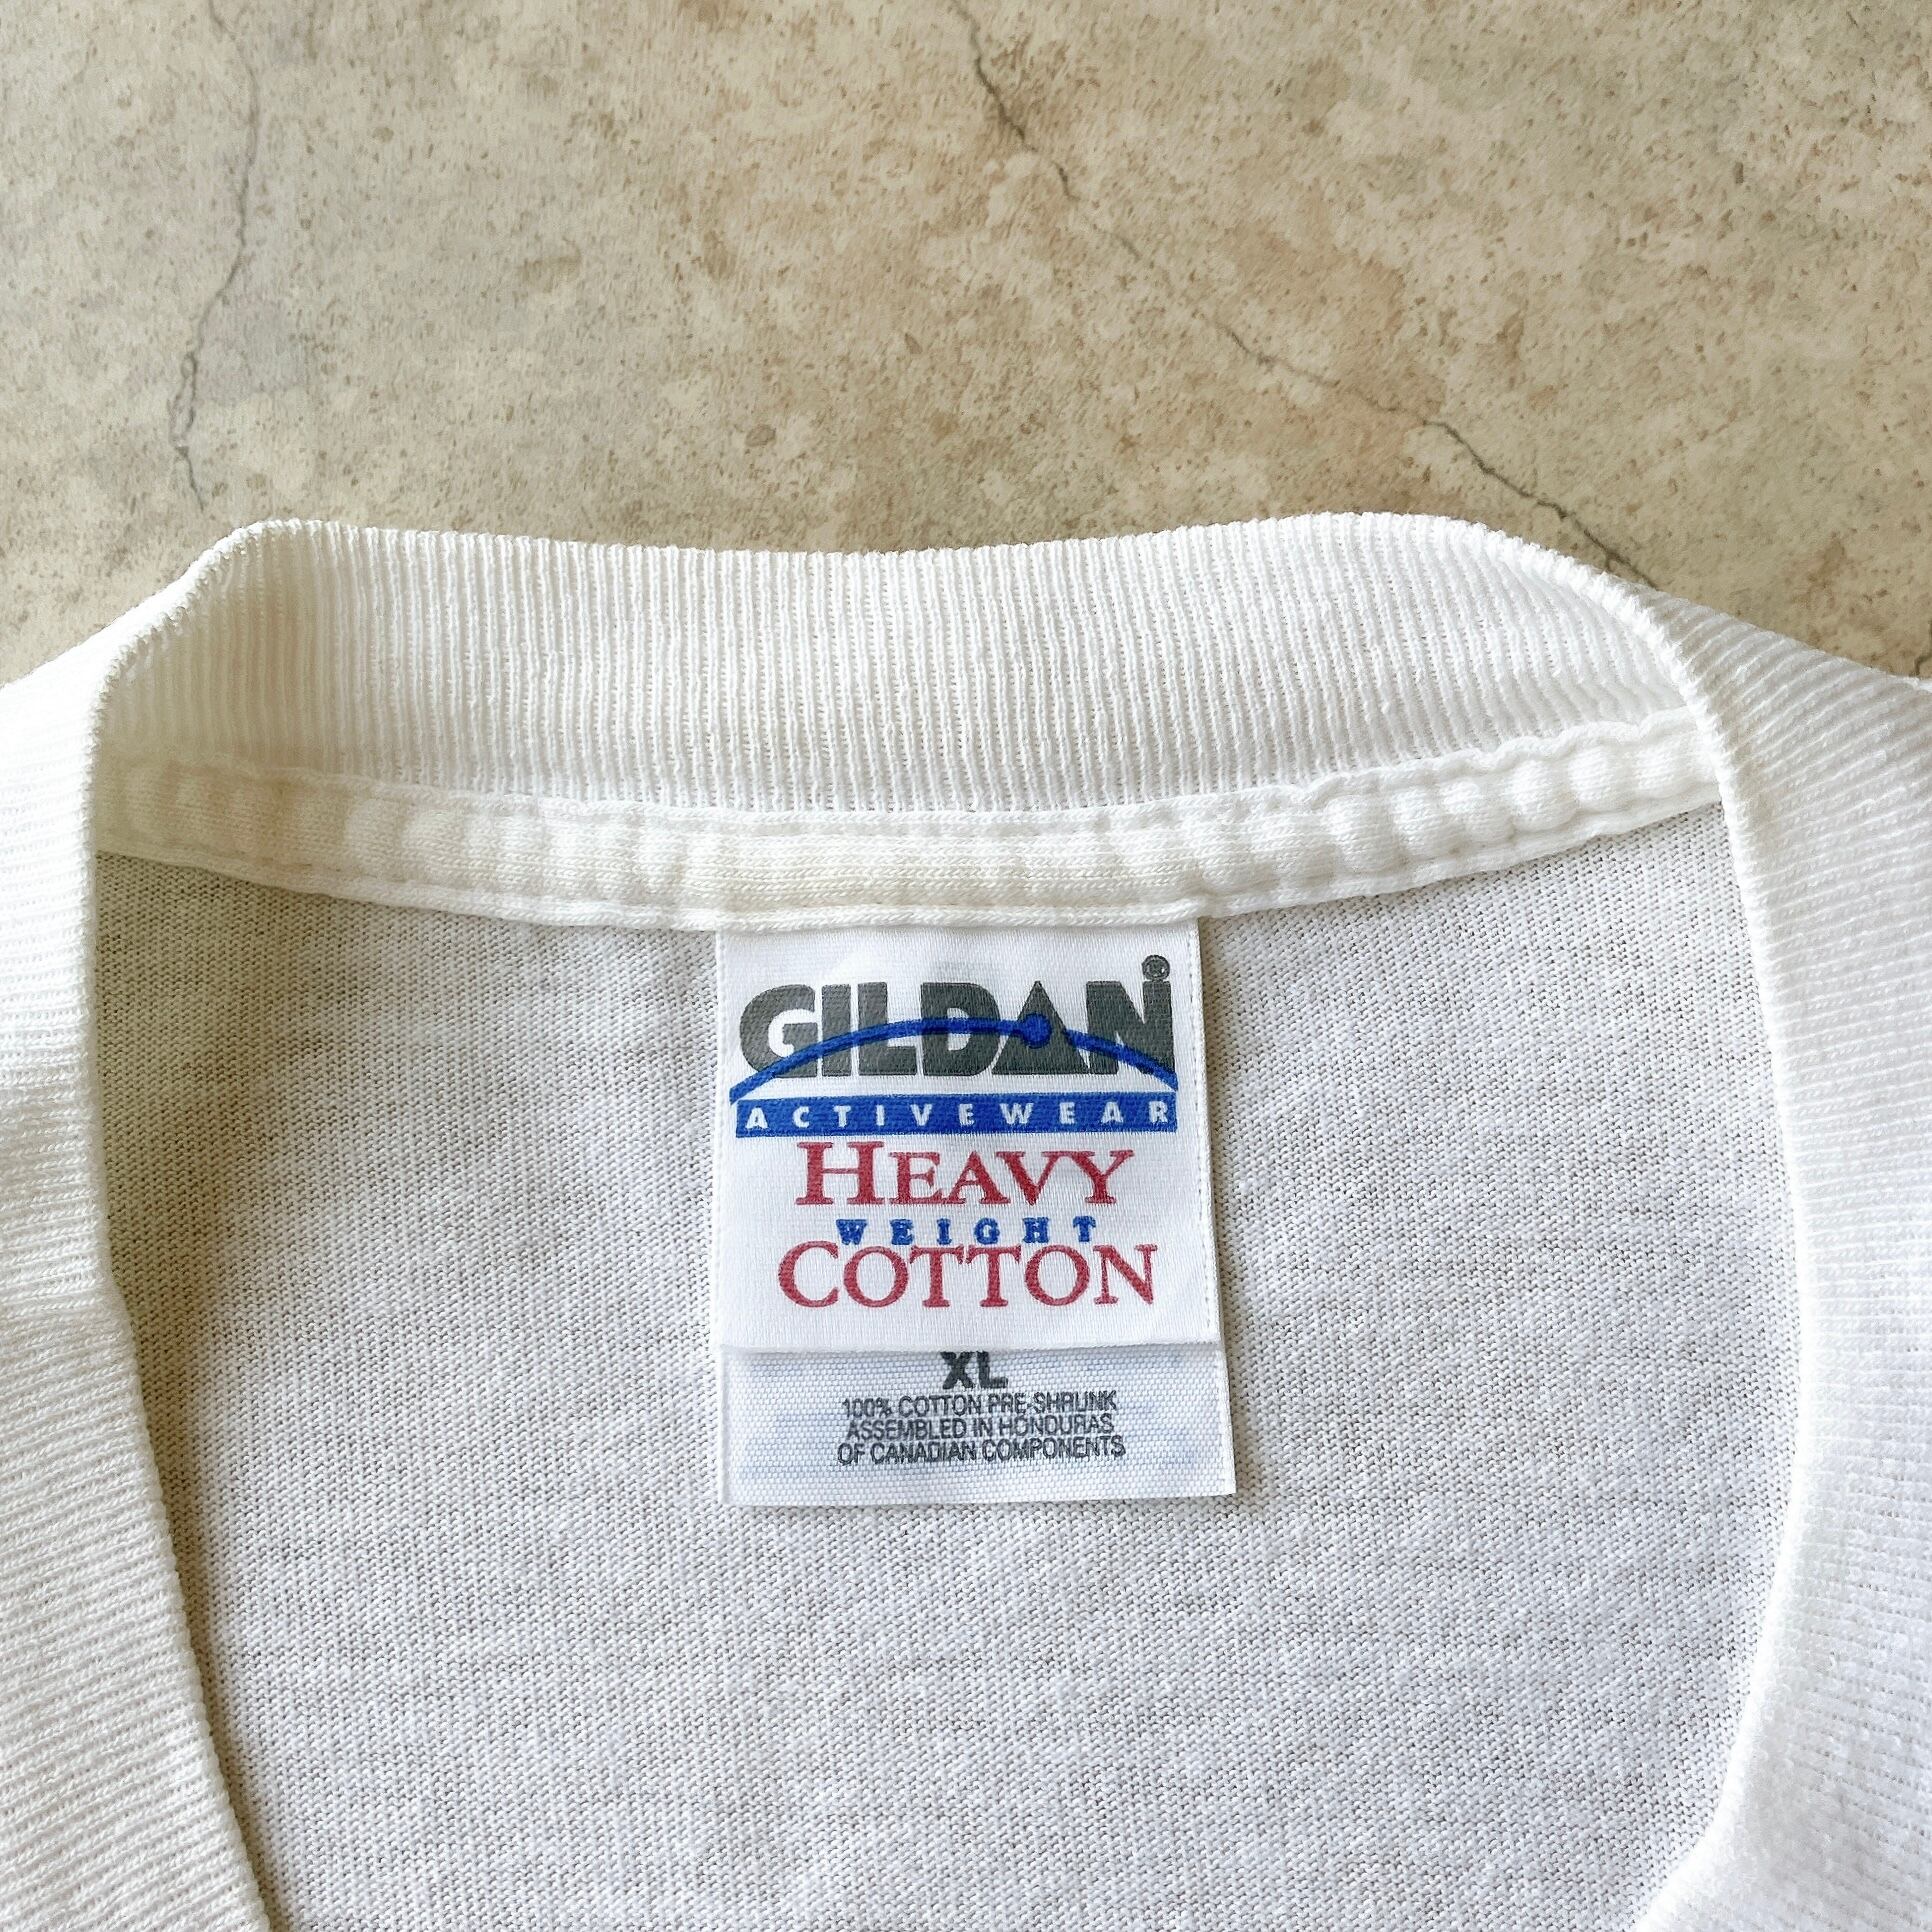 GILDAN®
ACTIVEWEAR
HEAVY
WEIGHT
COTTON
XL
100% COTTON PRE-SHRUNK
ASSEMBLED IN HONDURAS
OF CANADIAN COMPONENTS